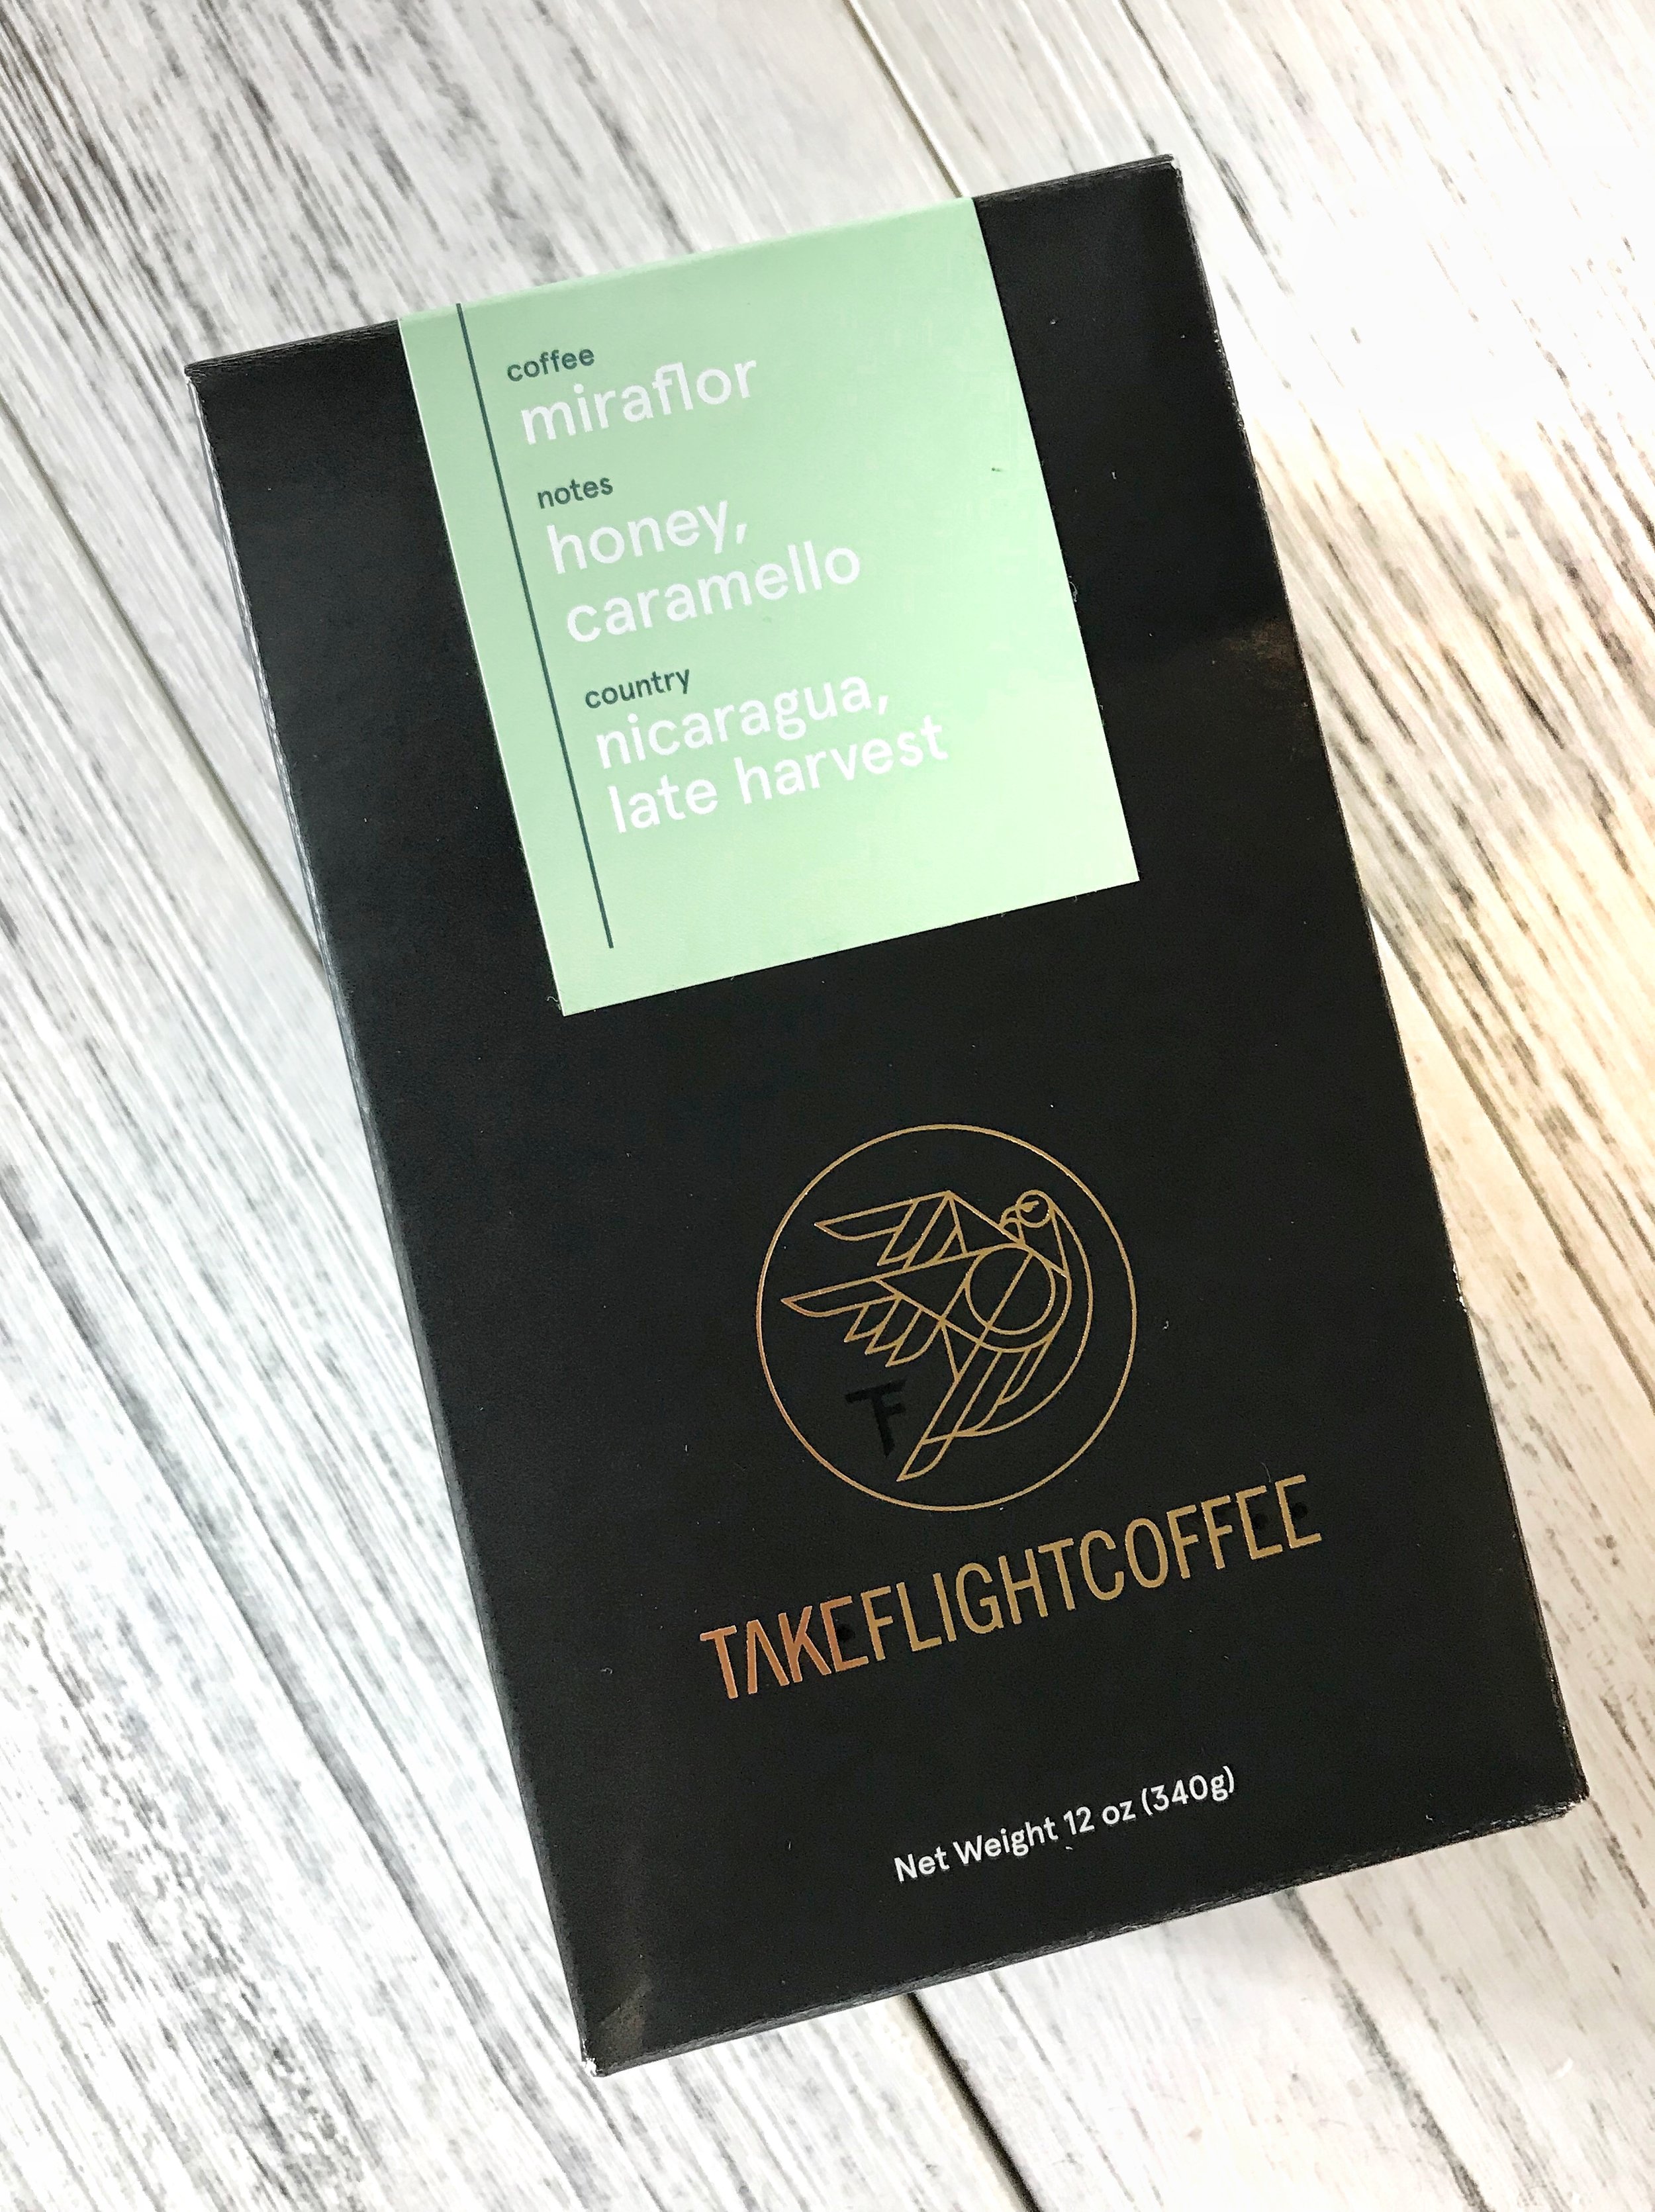 coffee
miraflor
notes
honey,
caramello
country
nicaragua,
late harvest
TF
TAKEFLIGHTCOFFEE
Net Weight 12 oz (340g)